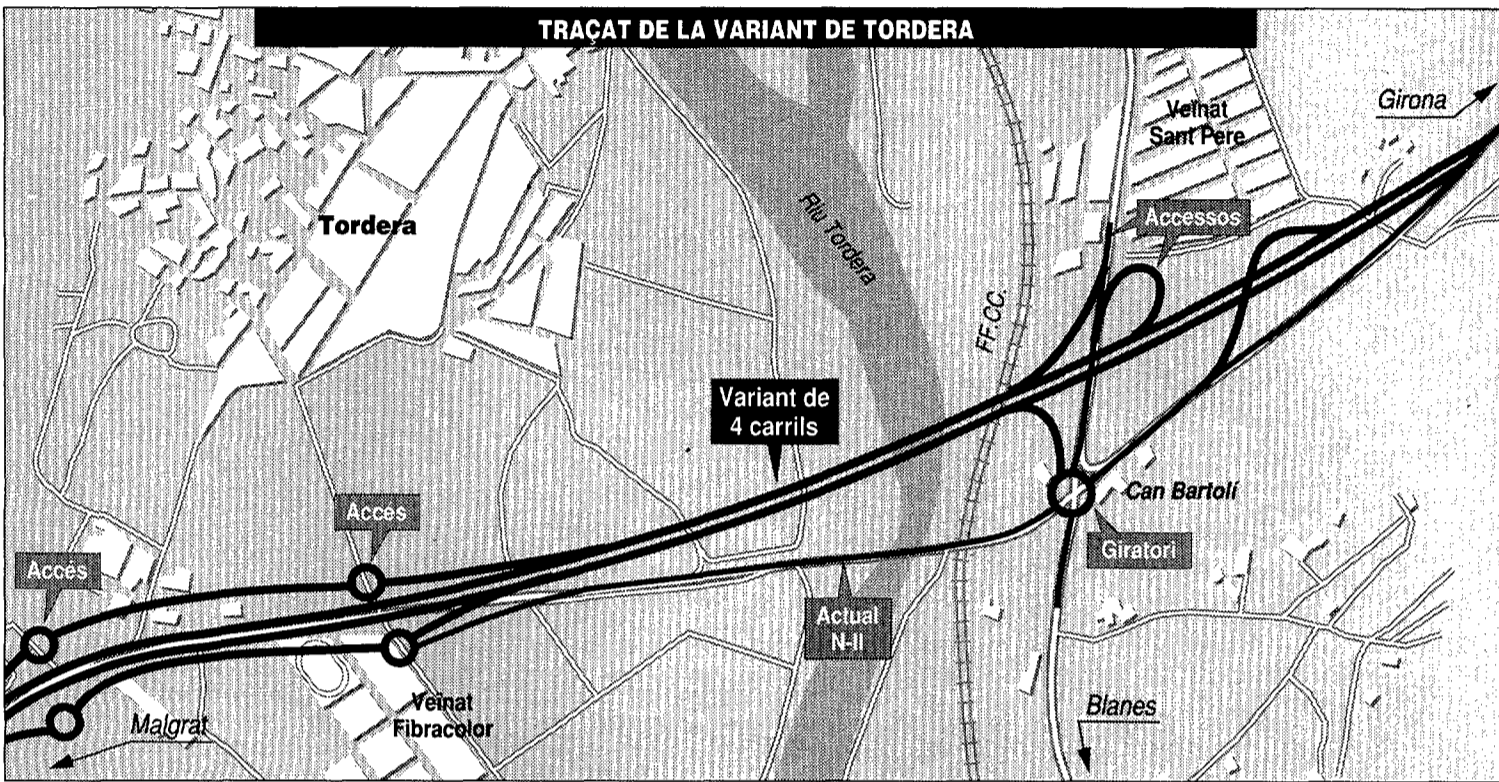 TRAÇAT DE LA VARIANT DE TORDERA
Girona
Veïnat
Sant Pere
Accessos
Tordera
Riu Tordera
FF.CC.
Variant de
4 carrils
Can Bartolí
Accés
Giratori
Accés
Actual
N-II
Veïnat
Fibracolor
Malgrat
Blanes